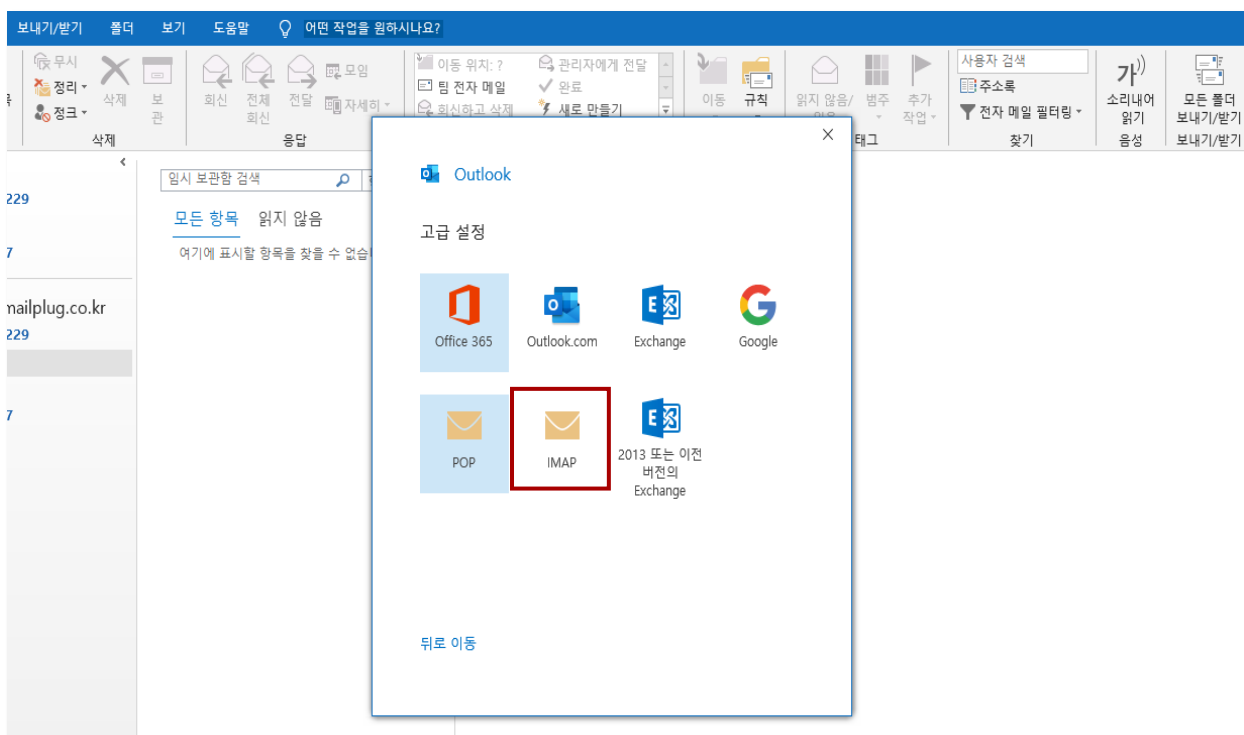 보내기/받기 폴더 보기 도움말 어떤 작업을 원하시나요?
무시
정리
정크
삭제
보관
삭제
회신
전체 회신
전달
모임
자세히
응답
이동 위치: ?
팀 전자 메일
회신하고 삭제
관리자에게 전달
완료
새로 만들기
이동
규칙
읽지 않음/
범주
추가 작업
태그
사용자 검색
주소록
전자 메일 필터링
찾기
가
소리내어 읽기
음성
모든 폴더
보내기/받기
보내기/받기
229
7
mailplug.co.kr
229
7
임시 보관함 검색
모든 항목 읽지 않음
여기에 표시할 항목을 찾을 수 없습
Outlook
고급 설정
Office 365
Outlook.com
Exchange
Google
POP
IMAP
2013 또는 이전
버전의
Exchange
뒤로 이동